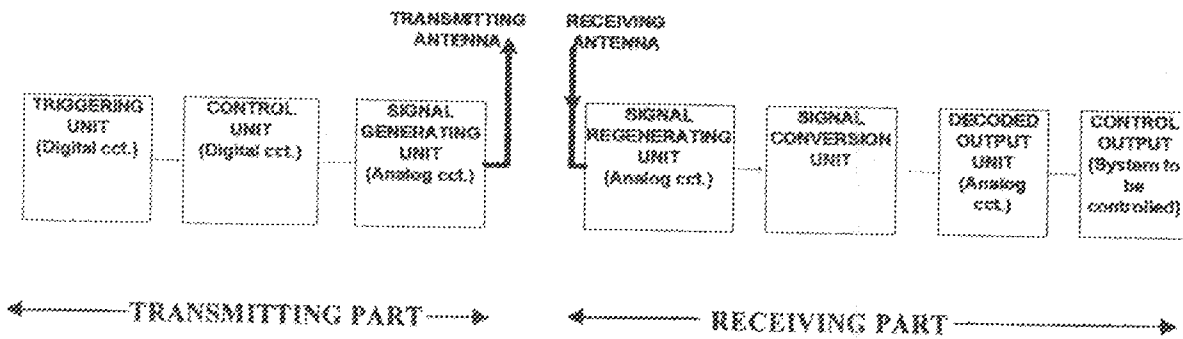 TRANSMITTING
ANTENNA
RECEIVING
ANTENNA
TRIGGERING
UNIT
(Digital cct.)
CONTROL
UNIT
(Digital cct.)
SIGNAL
GENERATING
UNIT
(Analog cct.)
SIGNAL
REGENERATING
UNIT
(Analog cct.)
SIGNAL
CONVERSION
UNIT
DECODED
OUTPUT
UNIT
(Analog
cct.)
CONTROL
OUTPUT
(System to
be
controlled)
TRANSMITTING PART
RECEIVING PART